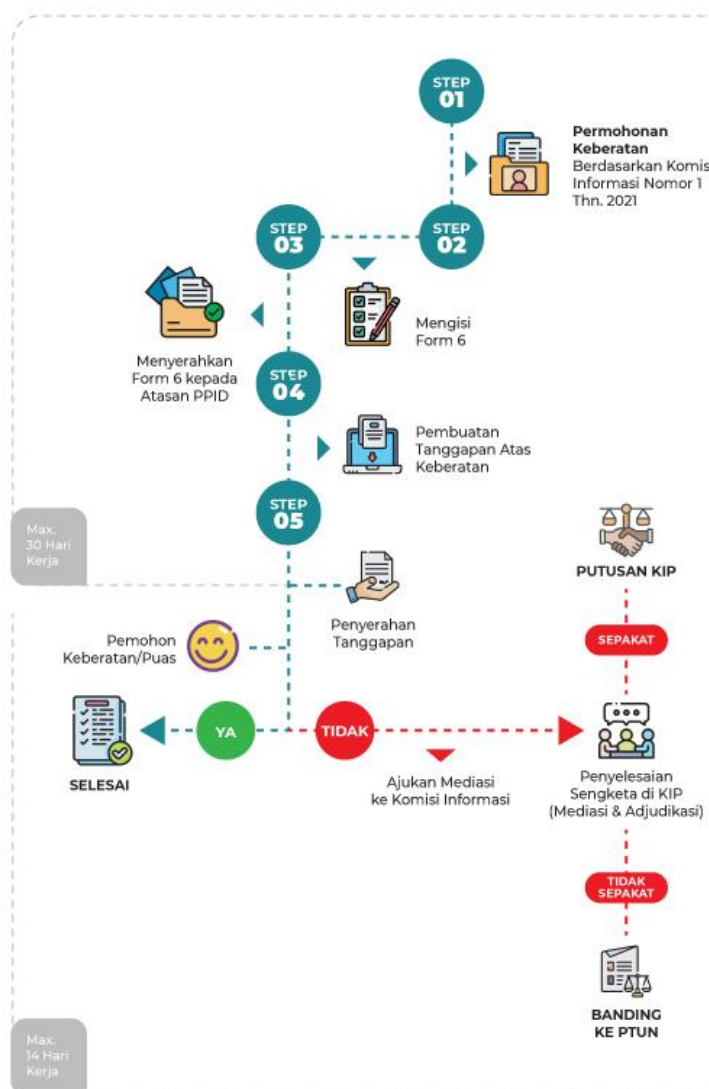 STEP
01
Permohonan
Keberatan
Berdasarkan Komis
Informasi Nomor 1
Thn. 2021
STEP
03
STEP
02
Mengisi
Form 6
Menyerahkan
Form 6 kepada
Atasan PPID
STEP
04
Pembuatan
Tanggapan Atas
Keberatan
STEP
05
Max.
30 Hari
Kerja
PUTUSAN KIP
Penyerahan
Tanggapan
Pemohon
Keberatan/Puas
SEPAKAT
YA
TIDAK
SELESAI
Ajukan Mediasi
ke Komisi Informasi
Penyelesaian
Sengketa di KIP
(Mediasi & Adjudikasi)
TIDAK
SEPAKAT
BANDING
KE PTUN
Max.
14 Hari
Kerja